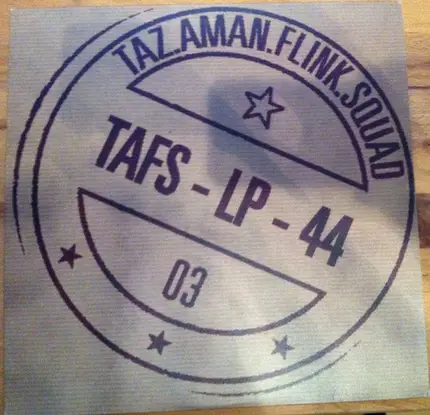 TAZ.AMAN.FLINK.SQUAD
TAFS - LP - 44
03